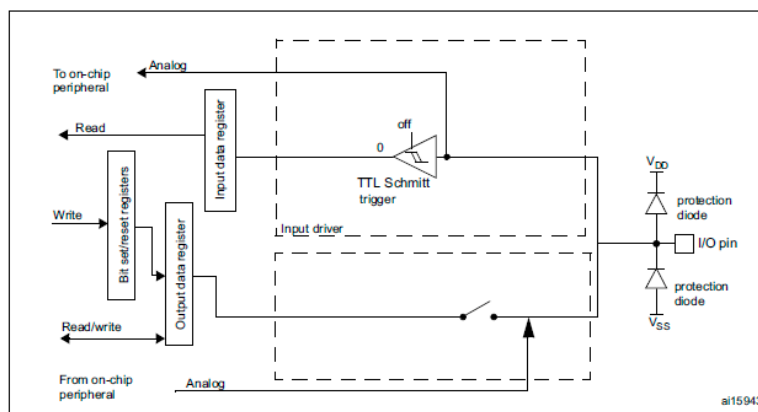 Analog
To on-chip
peripheral
Read
Input data register
off
0
TTL Schmitt
trigger
Input driver
Write
Bit set/reset registers
Output data register
Read/write
From on-chip
peripheral
Analog
VDD
protection
diode
I/O pin
protection
diode
VSS
ai15943